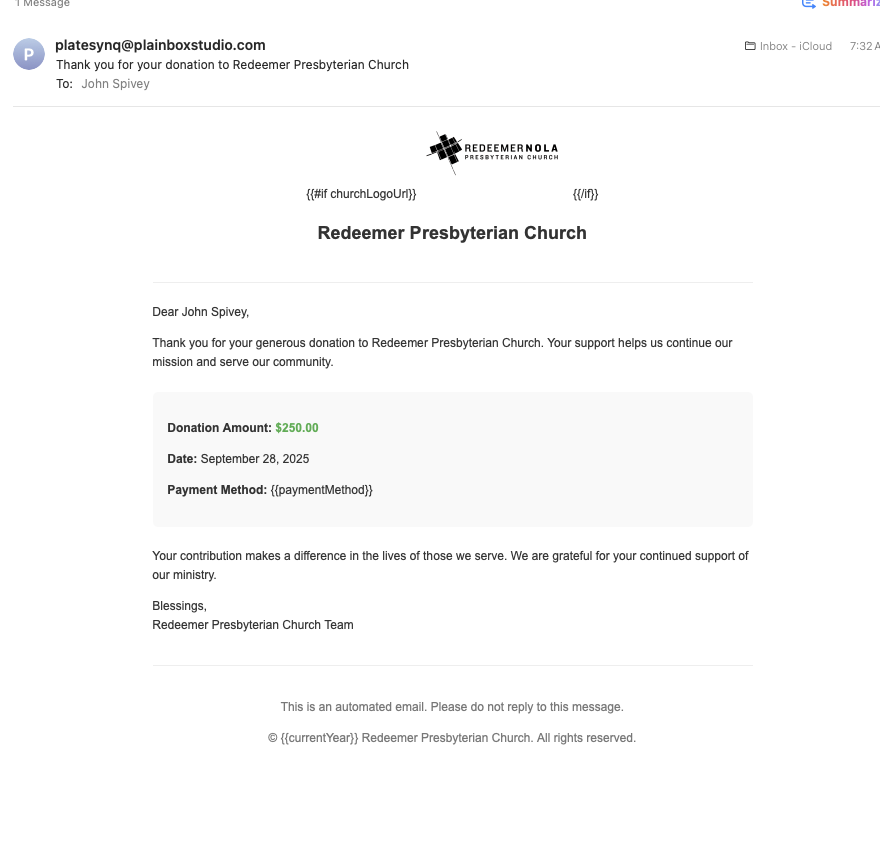 1 Message
platesynq@plainboxstudio.com
Inbox - iCloud
Thank you for your donation to Redeemer Presbyterian Church
To: John Spivey
P
REDEEMERNOLA
PRESBYTERIAN CHURCH
{{#if churchLogoUrl}} {{/if}}
Redeemer Presbyterian Church
Dear John Spivey,
Thank you for your generous donation to Redeemer Presbyterian Church. Your support helps us continue our
mission and serve our community.
Donation Amount: $250.00
Date: September 28, 2025
Payment Method: {{paymentMethod}}
Your contribution makes a difference in the lives of those we serve. We are grateful for your continued support of
our ministry.
Blessings,
Redeemer Presbyterian Church Team
This is an automated email. Please do not reply to this message.
© {{currentYear}} Redeemer Presbyterian Church. All rights reserved.